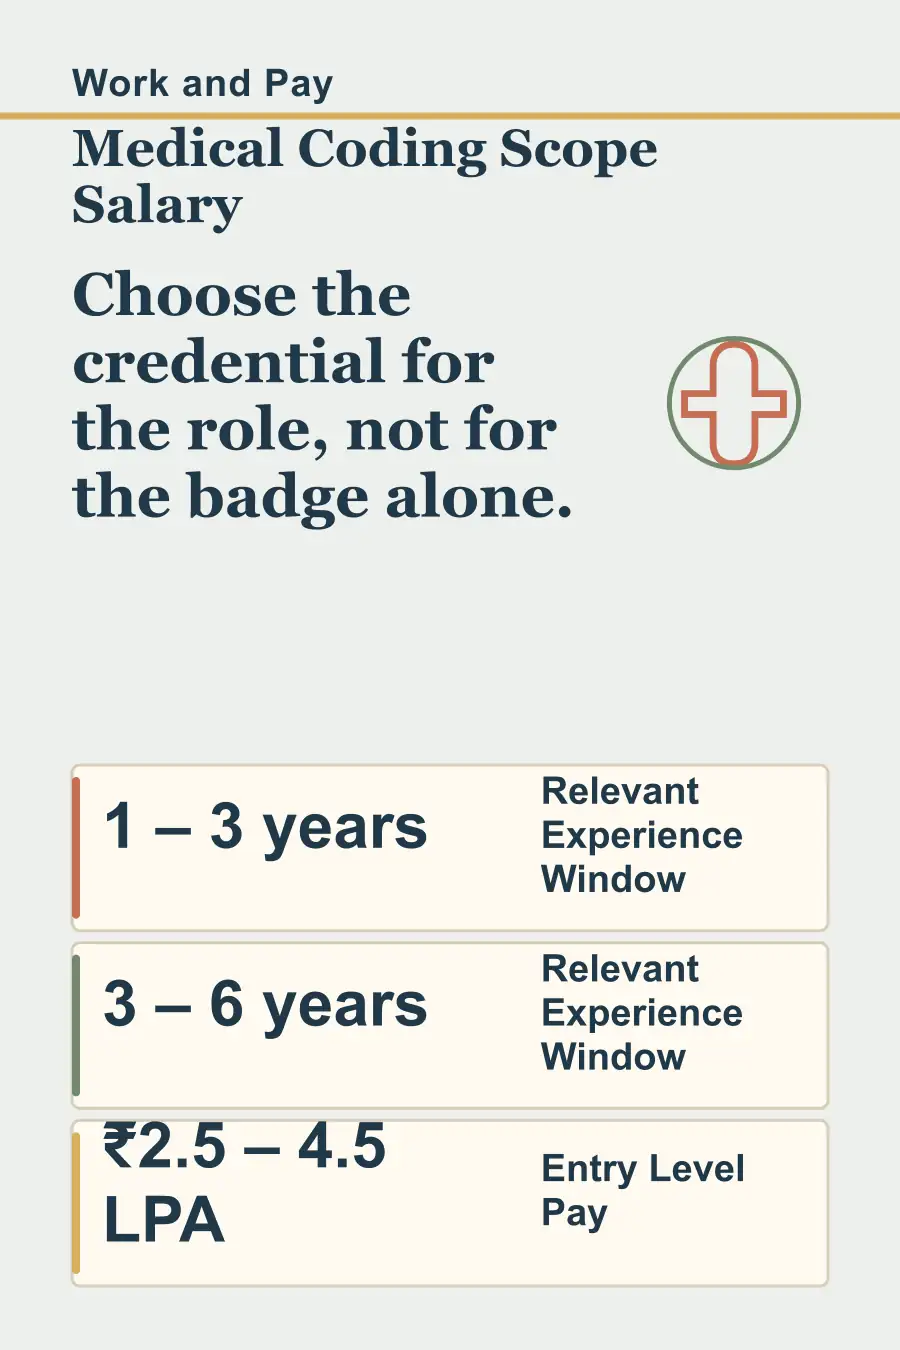 Work and Pay
Medical Coding Scope
Salary
Choose the
credential for
the role, not for
the badge alone.
1 – 3 years
Relevant
Experience
Window
3 – 6 years
Relevant
Experience
Window
₹2.5 – 4.5
LPA
Entry Level
Pay